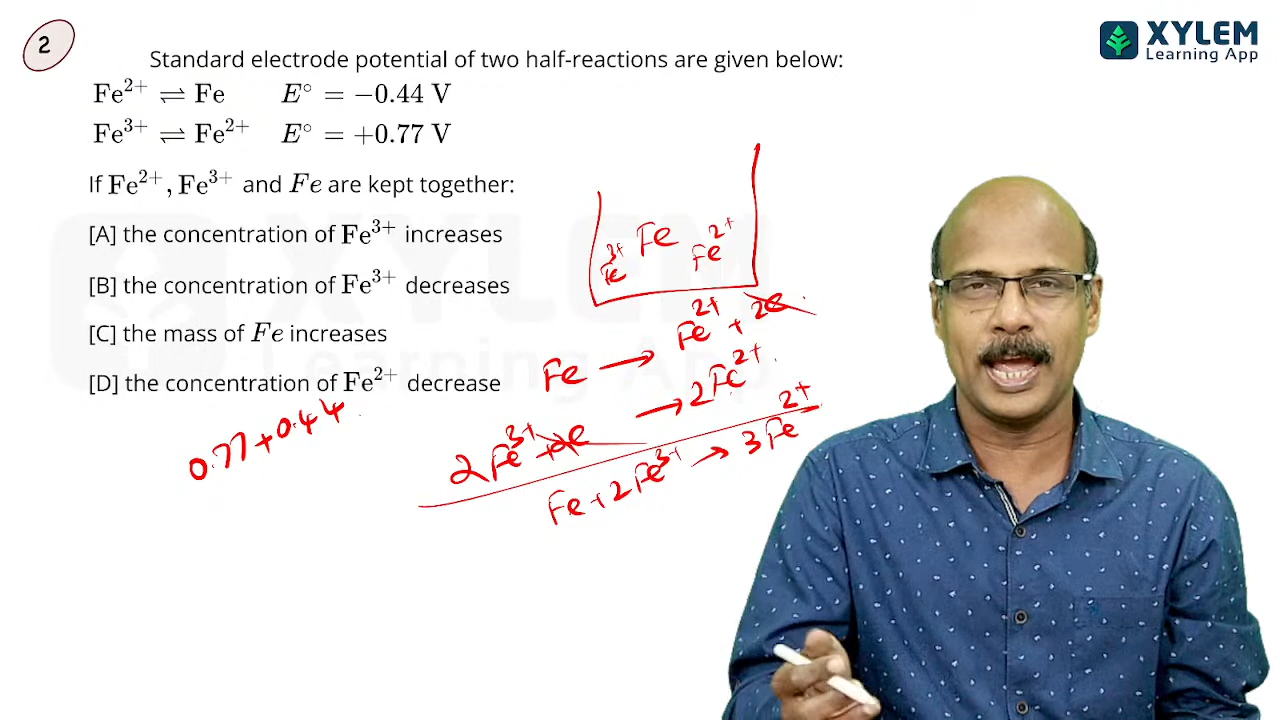 2
XYLEM
Learning App
Standard electrode potential of two half-reactions are given below:
Fe²⁺ ⇌ Fe E° = −0.44 V
Fe³⁺ ⇌ Fe²⁺ E° = +0.77 V
If Fe²⁺, Fe³⁺ and Fe are kept together:
[A] the concentration of Fe³⁺ increases
[B] the concentration of Fe³⁺ decreases
[C] the mass of Fe increases
[D] the concentration of Fe²⁺ decrease
XYLEM
Learning App
Fe³⁺ Fe Fe²⁺
Fe → Fe²⁺ + 2e
2Fe³⁺ + 2e → 2Fe²⁺
Fe + 2Fe³⁺ → 3Fe²⁺
0.77 + 0.44